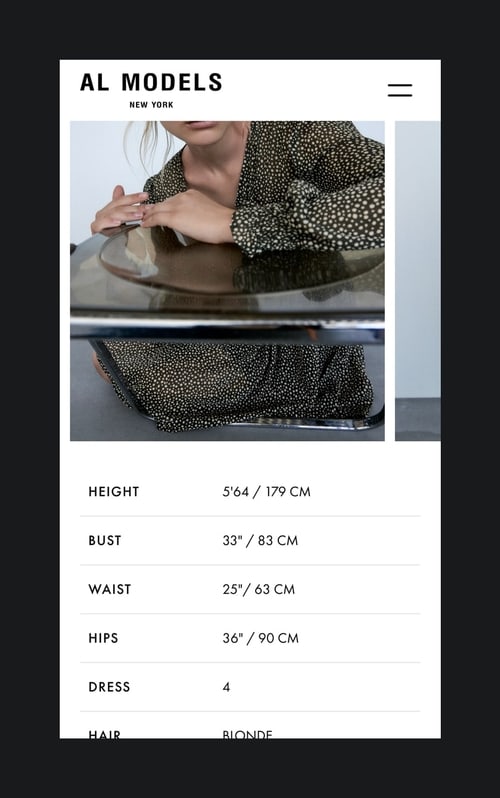 AL MODELS
NEW YORK
HEIGHT 5'64 / 179 CM
BUST 33" / 83 CM
WAIST 25"/ 63 CM
HIPS 36" / 90 CM
DRESS 4
HAIR BLONDE